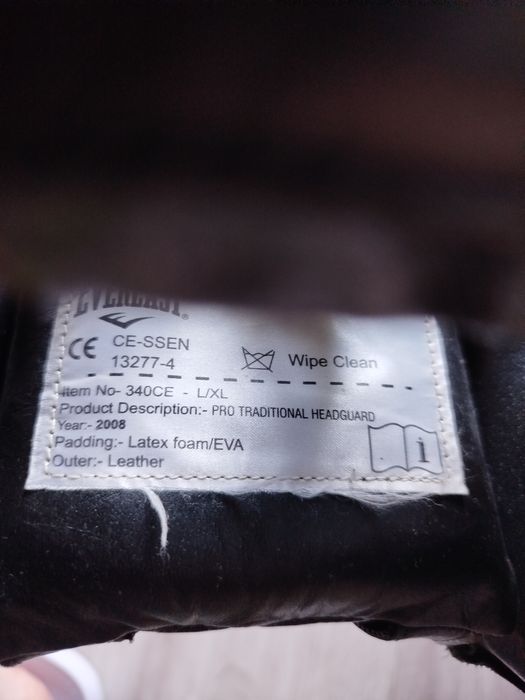 EVERLAST
CE CE-SSEN
13277-4
Wipe Clean
Item No- 340CE - L/XL
Product Description:- PRO TRADITIONAL HEADGUARD
Year:- 2008
Padding:- Latex foam/EVA
Outer:- Leather
i